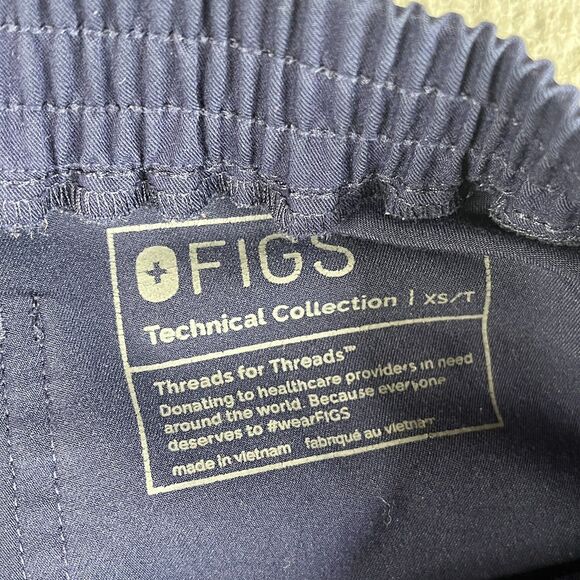 FIGS
Technical Collection | XS/T
Threads for Threads™
Donating to healthcare providers in need
around the world. Because everyone
deserves to #wearFIGS
made in vietnam fabriqué au vietnam